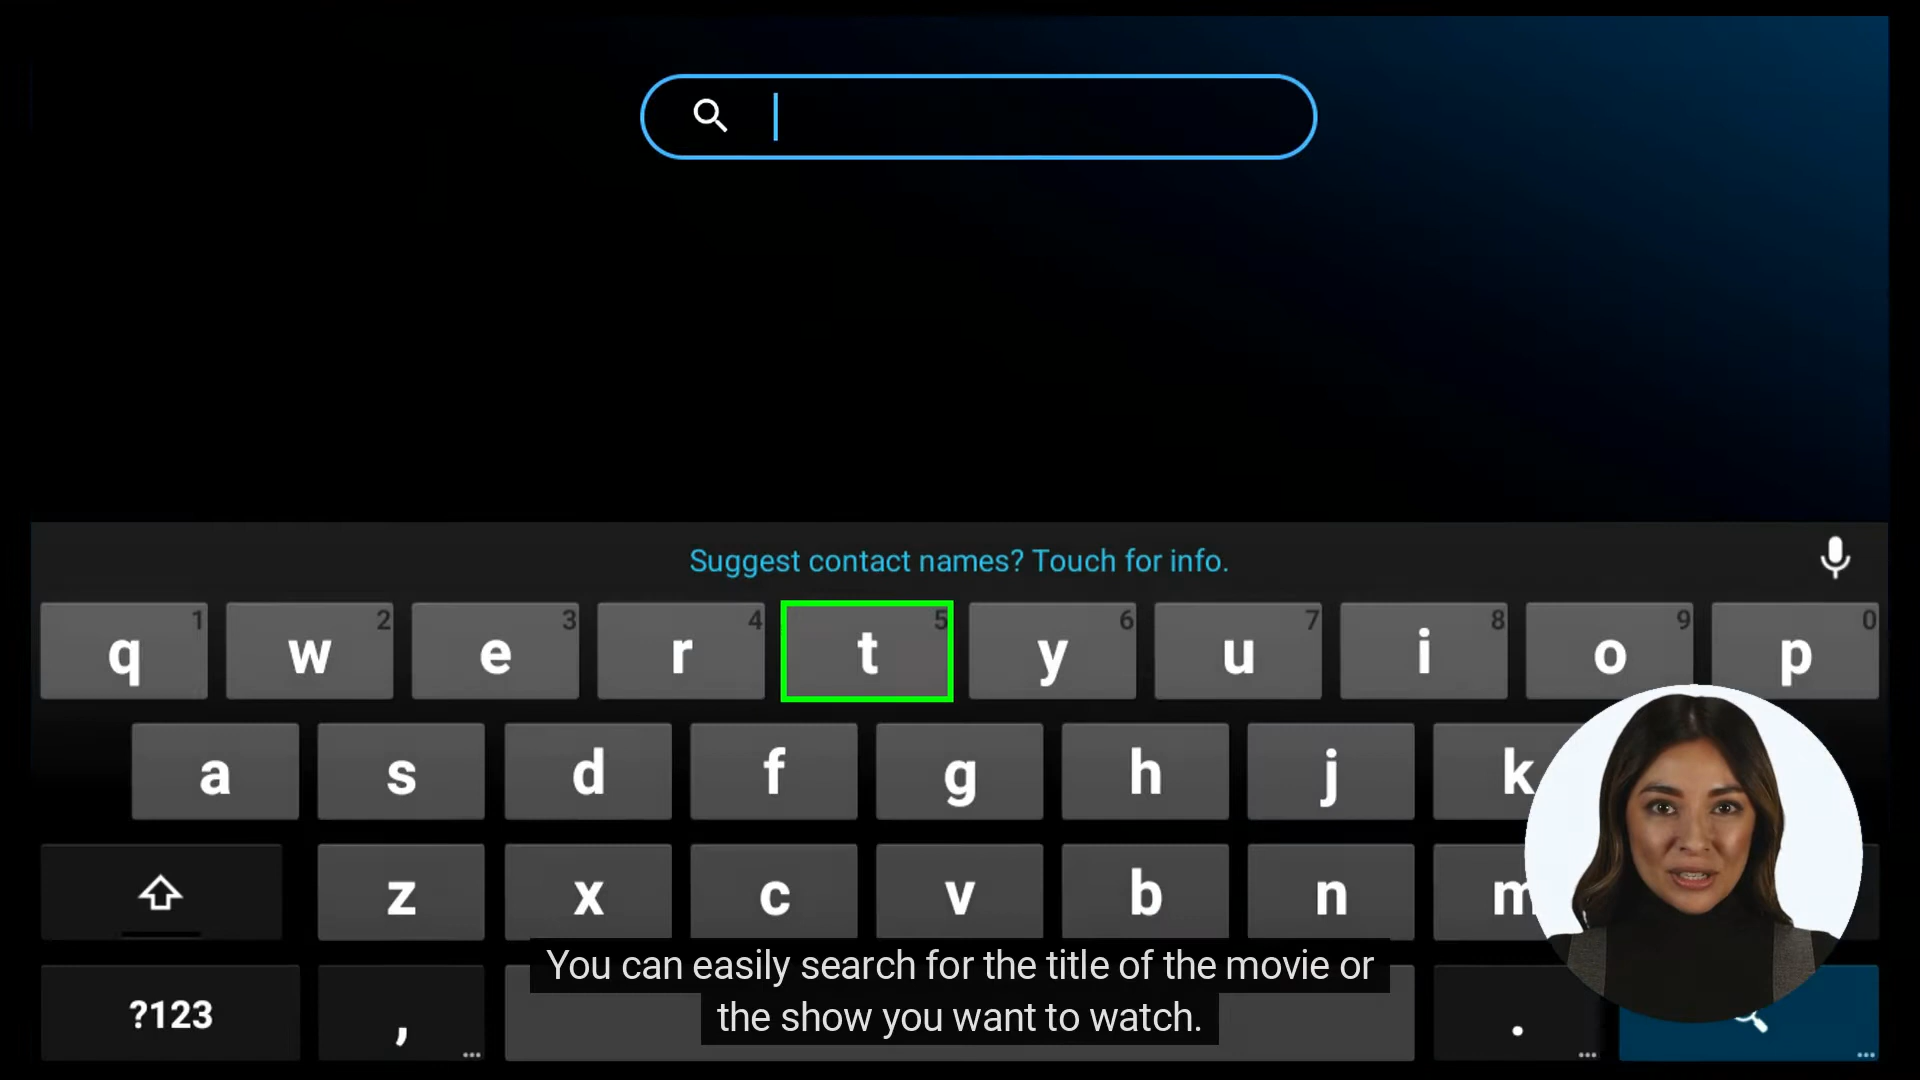 Suggest contact names? Touch for info.
q 1 w 2 e 3 r 4 t 5 y 6 u 7 i 8 o 9 p 0
a s d f g h j k
z x c v b n m
?123 , ... . ... ...
You can easily search for the title of the movie or
the show you want to watch.